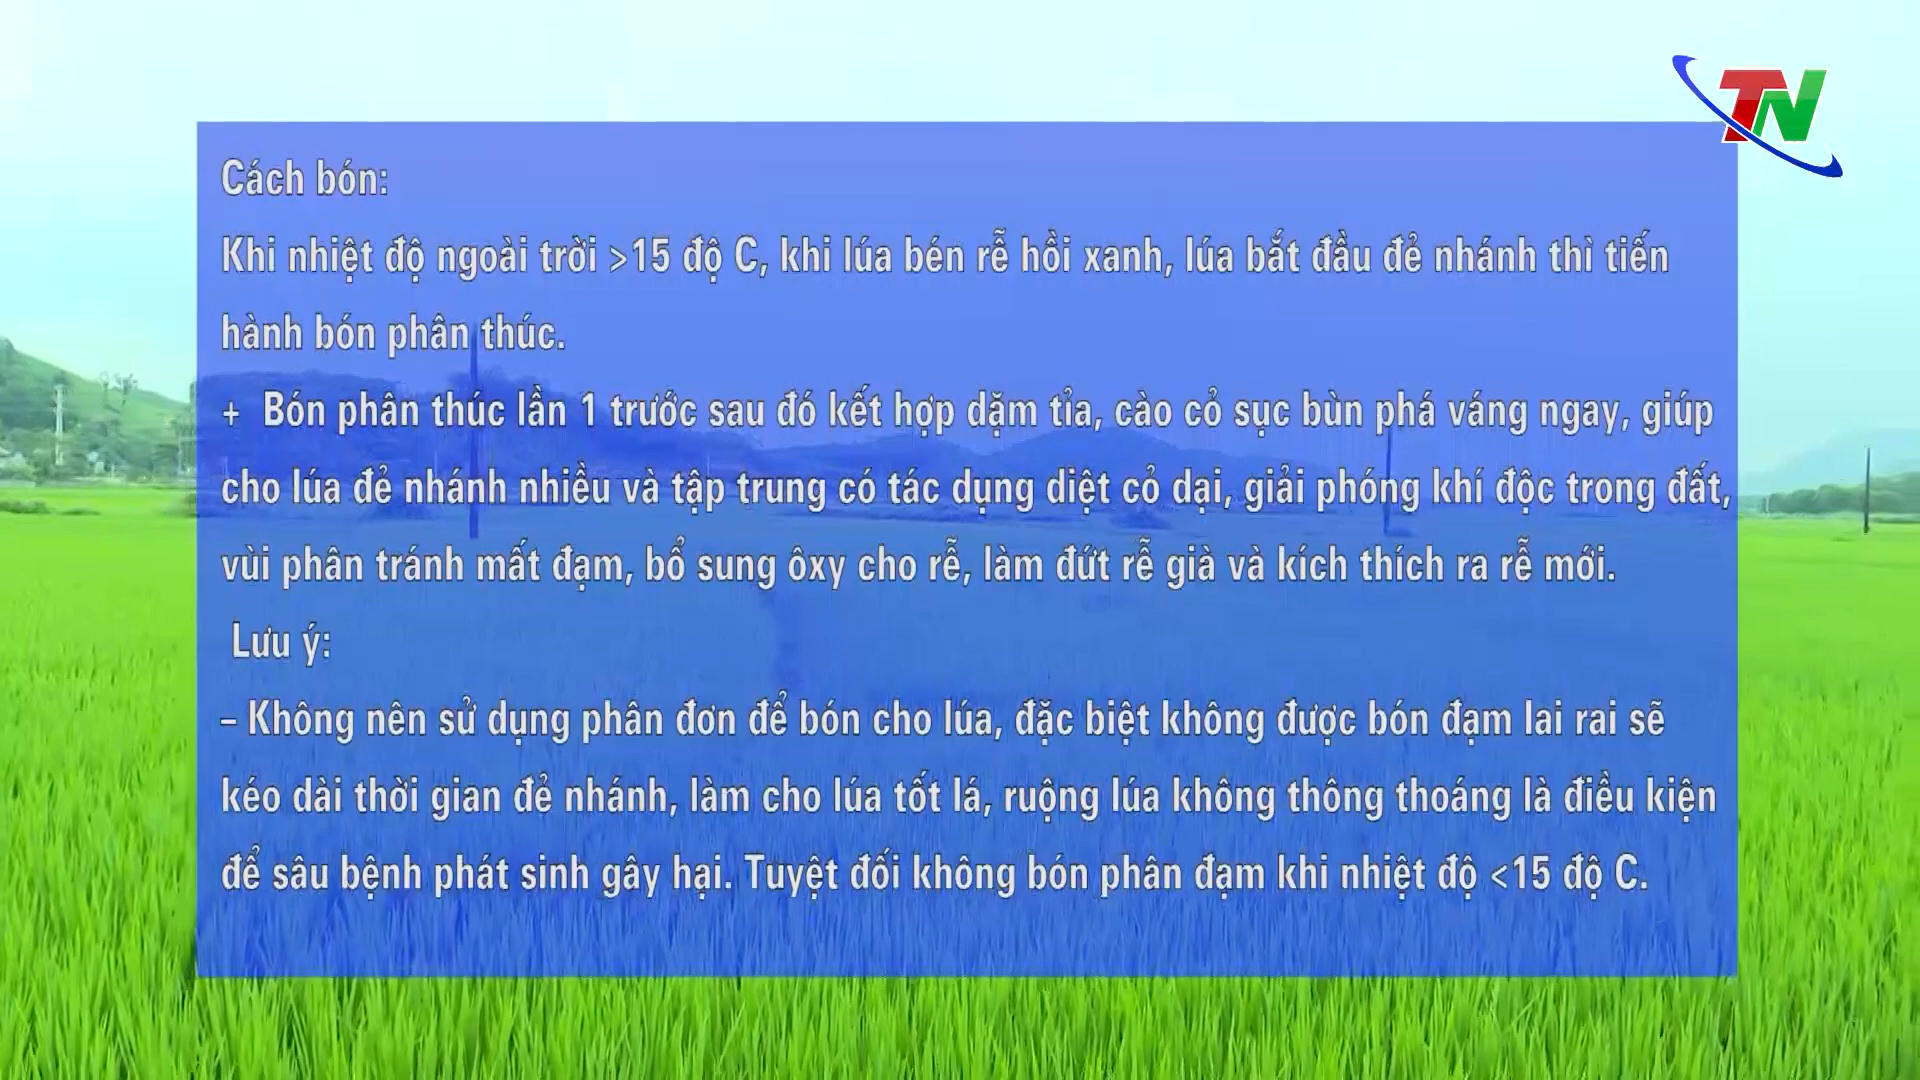 TN
Cách bón:
Khi nhiệt độ ngoài trời >15 độ C, khi lúa bén rễ hồi xanh, lúa bắt đầu đẻ nhánh thì tiến
hành bón phân thúc.
+ Bón phân thúc lần 1 trước sau đó kết hợp dặm tỉa, cào cỏ sục bùn phá váng ngay, giúp
cho lúa đẻ nhánh nhiều và tập trung có tác dụng diệt cỏ dại, giải phóng khí độc trong đất,
vùi phân tránh mất đạm, bổ sung ôxy cho rễ, làm đứt rễ già và kích thích ra rễ mới.
Lưu ý:
– Không nên sử dụng phân đơn để bón cho lúa, đặc biệt không được bón đạm lai rai sẽ
kéo dài thời gian đẻ nhánh, làm cho lúa tốt lá, ruộng lúa không thông thoáng là điều kiện
để sâu bệnh phát sinh gây hại. Tuyệt đối không bón phân đạm khi nhiệt độ <15 độ C.